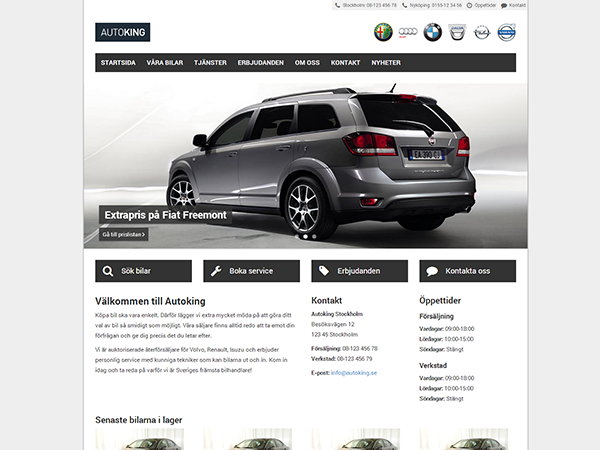 Stockholm: 08-123 456 78 Nyköping: 0155-12 34 56 Öppettider Kontakt
AUTOKING
STARTSIDA VÅRA BILAR TJÄNSTER ERBJUDANDEN OM OSS KONTAKT NYHETER
EA 390 CJ
Extrapris på Fiat Freemont
Gå till prislistan >
Sök bilar
Boka service
Erbjudanden
Kontakta oss
Välkommen till Autoking
Köpa bil ska vara enkelt. Därför lägger vi extra mycket möda på att göra ditt
val av bil så smidigt som möjligt. Våra säljare finns alltid redo att ta emot din
förfrågan och ge dig precis det du letar efter.
Vi är auktoriserade återförsäljare för Volvo, Renault, Isuzu och erbjuder
personlig service med kunniga tekniker som kan bilarna ut och in. Kom in
idag och ta reda på varför vi är Sveriges främsta bilhandlare!
Kontakt
Autoking Stockholm
Besöksvägen 12
123 45 Stockholm
Försäljning: 08-123 456 78
Verkstad: 08-123 456 79
E-post: info@autoking.se
Öppettider
Försäljning
Vardagar: 09:00-18:00
Lördagar: 10:00-15:00
Söndagar: Stängt
Verkstad
Vardagar: 09:00-18:00
Lördagar: 10:00-15:00
Söndagar: Stängt
Senaste bilarna i lager